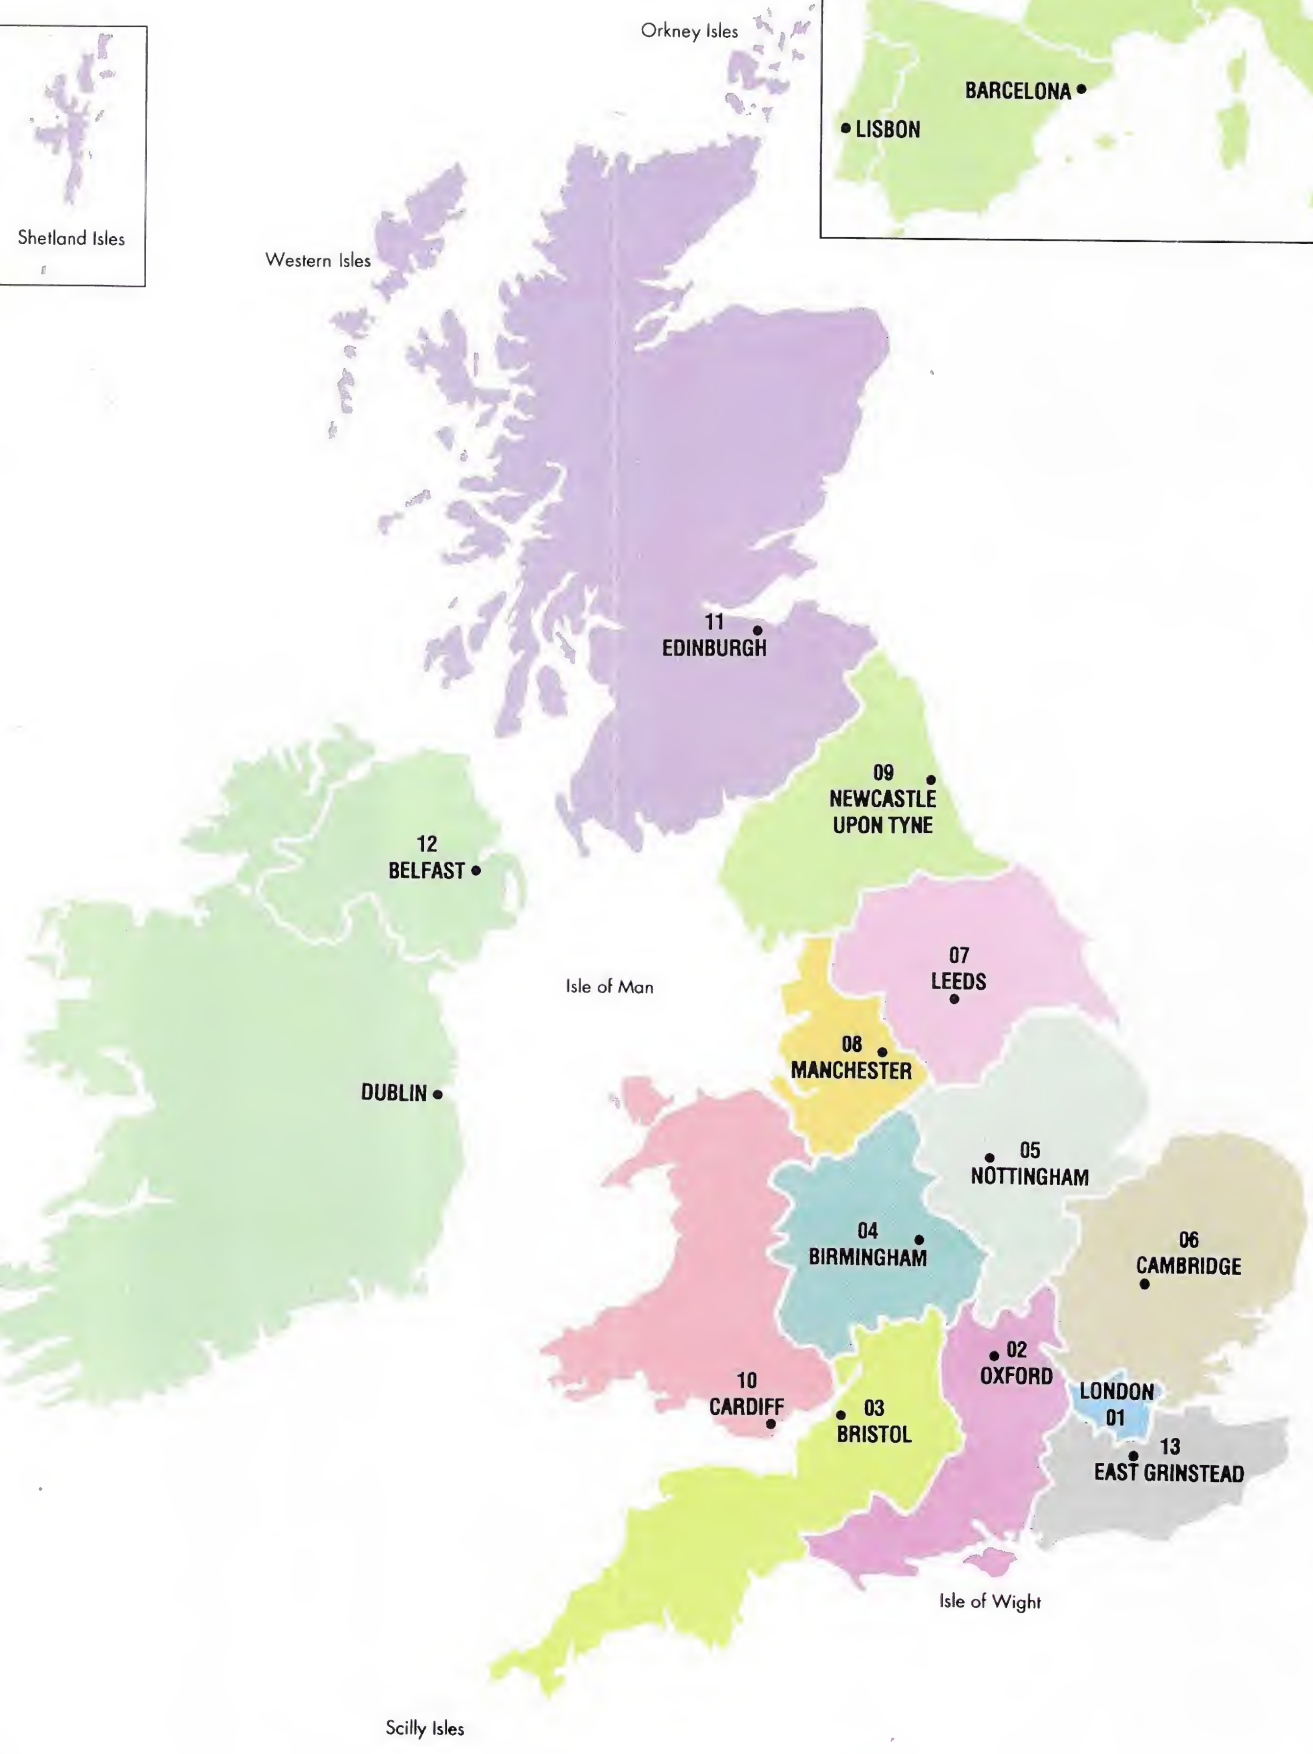 Orkney Isles
BARCELONA
LISBON
Shetland Isles
Western Isles
11
EDINBURGH
09
NEWCASTLE
UPON TYNE
12
BELFAST
07
LEEDS
Isle of Man
08
MANCHESTER
DUBLIN
05
NOTTINGHAM
04
BIRMINGHAM
06
CAMBRIDGE
02
OXFORD
10
CARDIFF
LONDON
01
03
BRISTOL
13
EAST GRINSTEAD
Isle of Wight
Scilly Isles